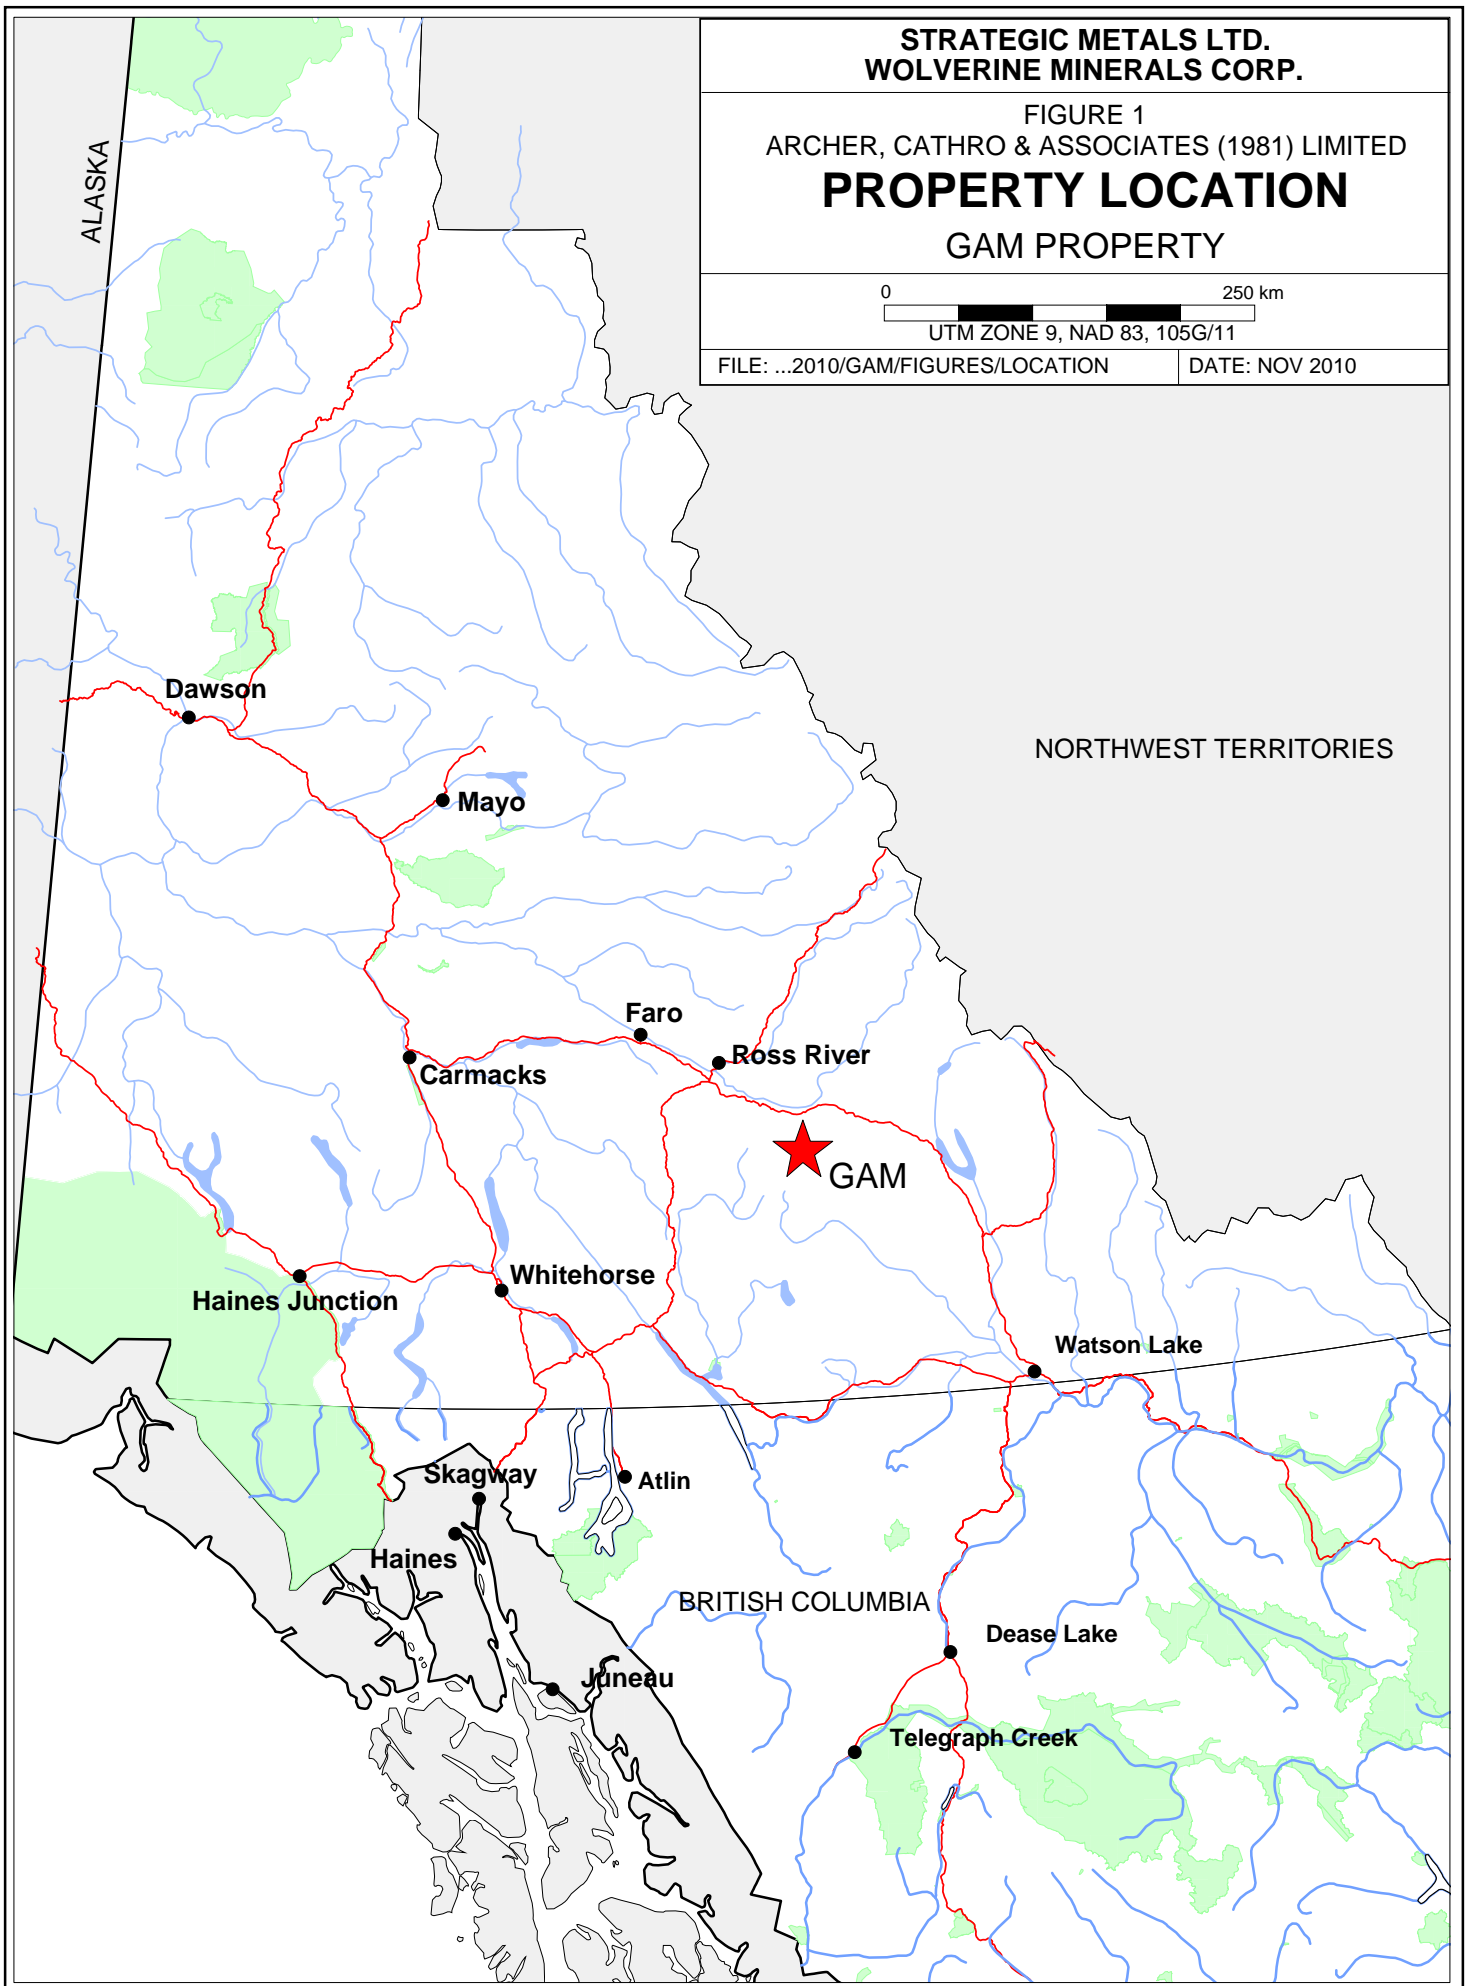 STRATEGIC METALS LTD.
WOLVERINE MINERALS CORP.
FIGURE 1
ARCHER, CATHRO & ASSOCIATES (1981) LIMITED
PROPERTY LOCATION
GAM PROPERTY
0 250 km
UTM ZONE 9, NAD 83, 105G/11
FILE: ...2010/GAM/FIGURES/LOCATION DATE: NOV 2010
ALASKA
Dawson
NORTHWEST TERRITORIES
Mayo
Faro
Ross River
Carmacks
GAM
Whitehorse
Haines Junction
Watson Lake
Skagway
Atlin
Haines
BRITISH COLUMBIA
Dease Lake
Juneau
Telegraph Creek